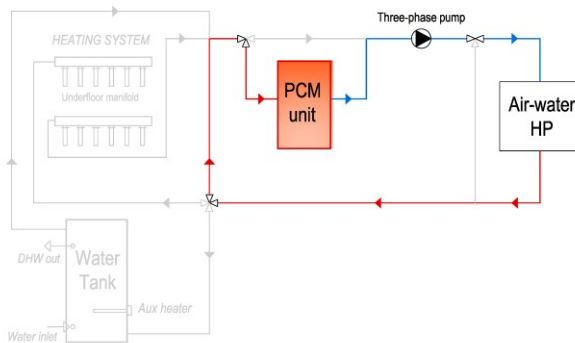 Three-phase pump
HEATING SYSTEM
Underfloor manifold
PCM
unit
Air-water
HP
DHW out
Water
Tank
Aux heater
Water inlet